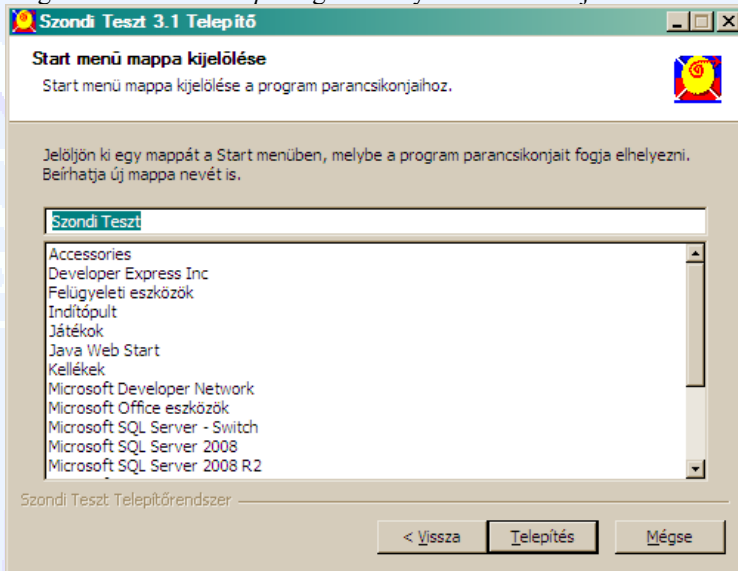 Szondi Teszt 3.1 Telepítő
Start menü mappa kijelölése
Start menü mappa kijelölése a program parancsikonjaihoz.
Jelöljön ki egy mappát a Start menüben, melybe a program parancsikonjait fogja elhelyezni.
Beírhatja új mappa nevét is.
Szondi Teszt
Accessories
Developer Express Inc
Felügyeleti eszközök
Indítópult
Játékok
Java Web Start
Kellékek
Microsoft Developer Network
Microsoft Office eszközök
Microsoft SQL Server - Switch
Microsoft SQL Server 2008
Microsoft SQL Server 2008 R2
Szondi Teszt Telepítőrendszer
< Vissza
Telepítés
Mégse